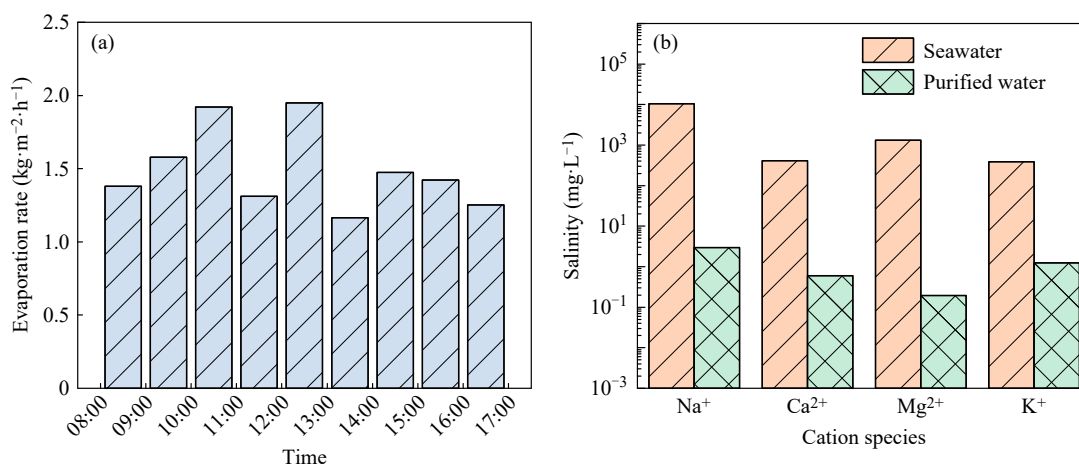 (a)
Evaporation rate (kg·m⁻²·h⁻¹)
2.5
2.0
1.5
1.0
0.5
0
08:00
09:00
10:00
11:00
12:00
13:00
14:00
15:00
16:00
17:00
Time
(b)
Seawater
Purified water
Salinity (mg·L⁻¹)
10⁵
10³
10¹
10⁻¹
10⁻³
Na⁺
Ca²⁺
Mg²⁺
K⁺
Cation species